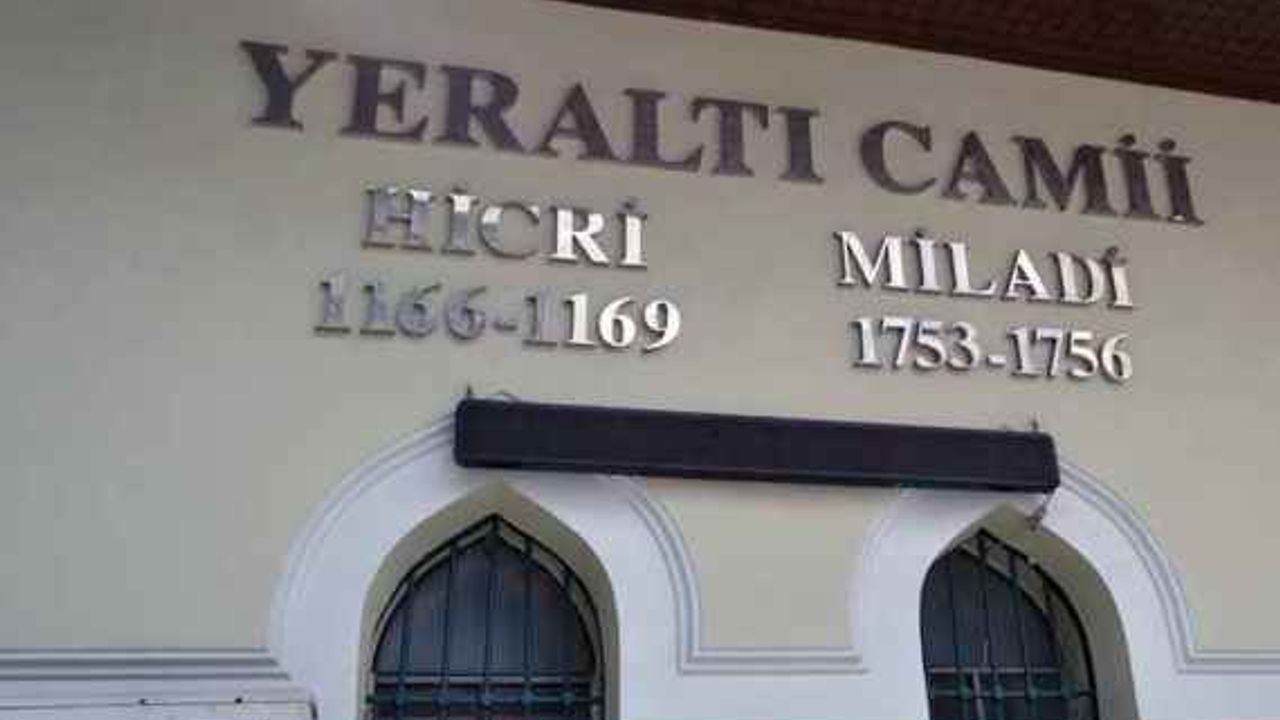 YERALTI CAMİİ
HİCRİ MİLADİ
1166-1169 1753-1756